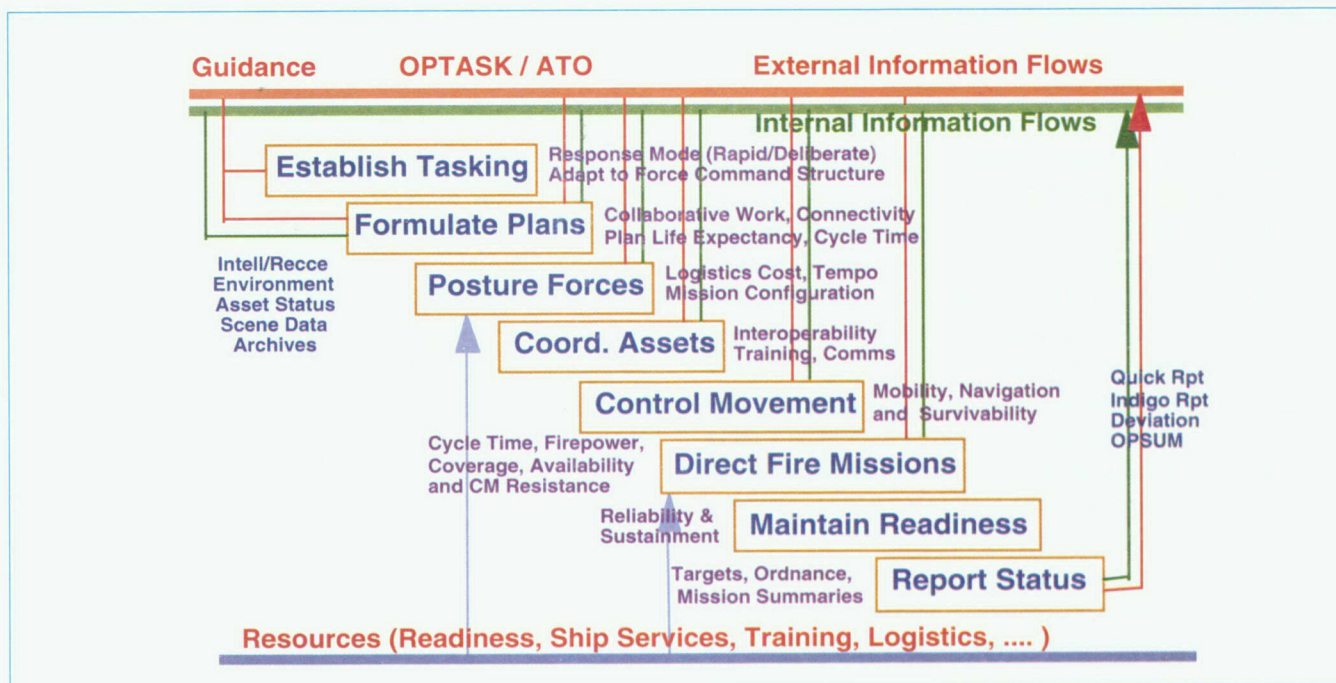 Guidance OPTASK / ATO External Information Flows
Internal Information Flows
Establish Tasking
Response Mode (Rapid/Deliberate)
Adapt to Force Command Structure
Formulate Plans
Collaborative Work, Connectivity
Plan Life Expectancy, Cycle Time
Intell/Recce
Environment
Asset Status
Scene Data
Archives
Posture Forces
Logistics Cost, Tempo
Mission Configuration
Coord. Assets
Interoperability
Training, Comms
Control Movement
Mobility, Navigation
and Survivability
Quick Rpt
Indigo Rpt
Deviation
OPSUM
Cycle Time, Firepower,
Coverage, Availability
and CM Resistance
Direct Fire Missions
Reliability &
Sustainment
Maintain Readiness
Targets, Ordnance,
Mission Summaries
Report Status
Resources (Readiness, Ship Services, Training, Logistics, .... )